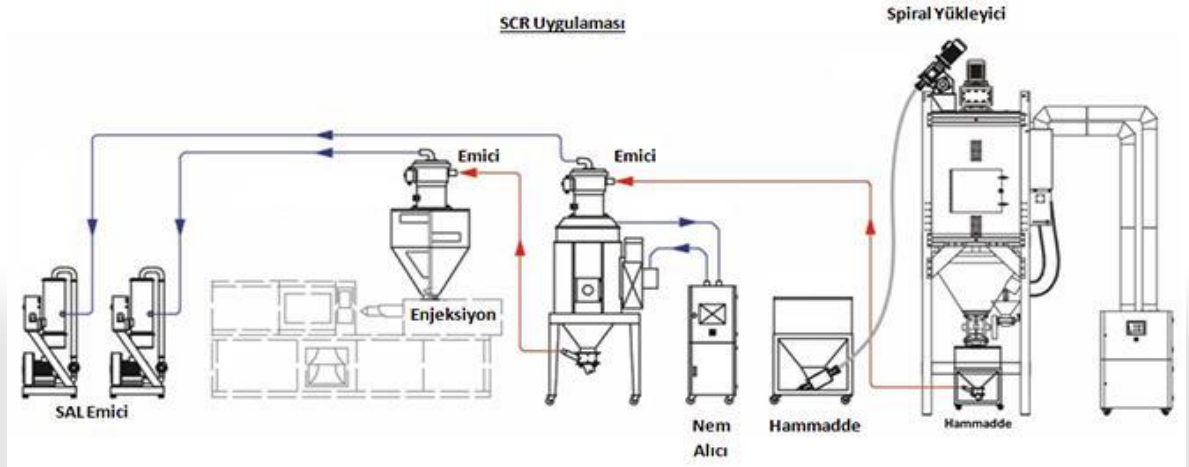 SCR Uygulaması
Spiral Yükleyici
Emici
Emici
Enjeksiyon
SAL Emici
Nem
Alıcı
Hammadde
Hammadde